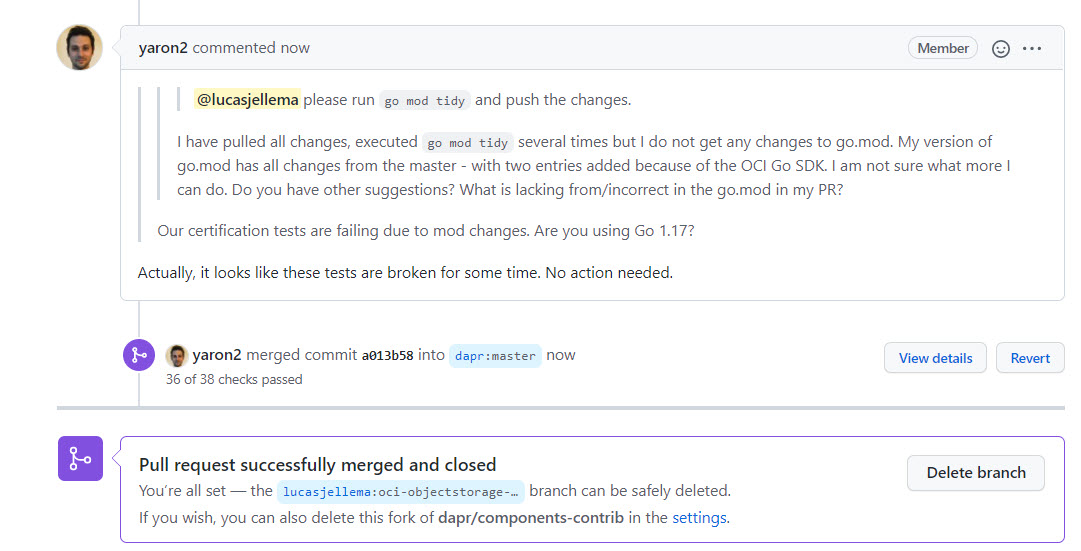 yaron2 commented now
Member
@lucasjellema please run go mod tidy and push the changes.
I have pulled all changes, executed go mod tidy several times but I do not get any changes to go.mod. My version of
go.mod has all changes from the master - with two entries added because of the OCI Go SDK. I am not sure what more I
can do. Do you have other suggestions? What is lacking from/incorrect in the go.mod in my PR?
Our certification tests are failing due to mod changes. Are you using Go 1.17?
Actually, it looks like these tests are broken for some time. No action needed.
yaron2 merged commit a013b58 into dapr:master now
36 of 38 checks passed
View details
Revert
Pull request successfully merged and closed
You're all set — the lucasjellema:oci-objectstorage-… branch can be safely deleted.
If you wish, you can also delete this fork of dapr/components-contrib in the settings.
Delete branch